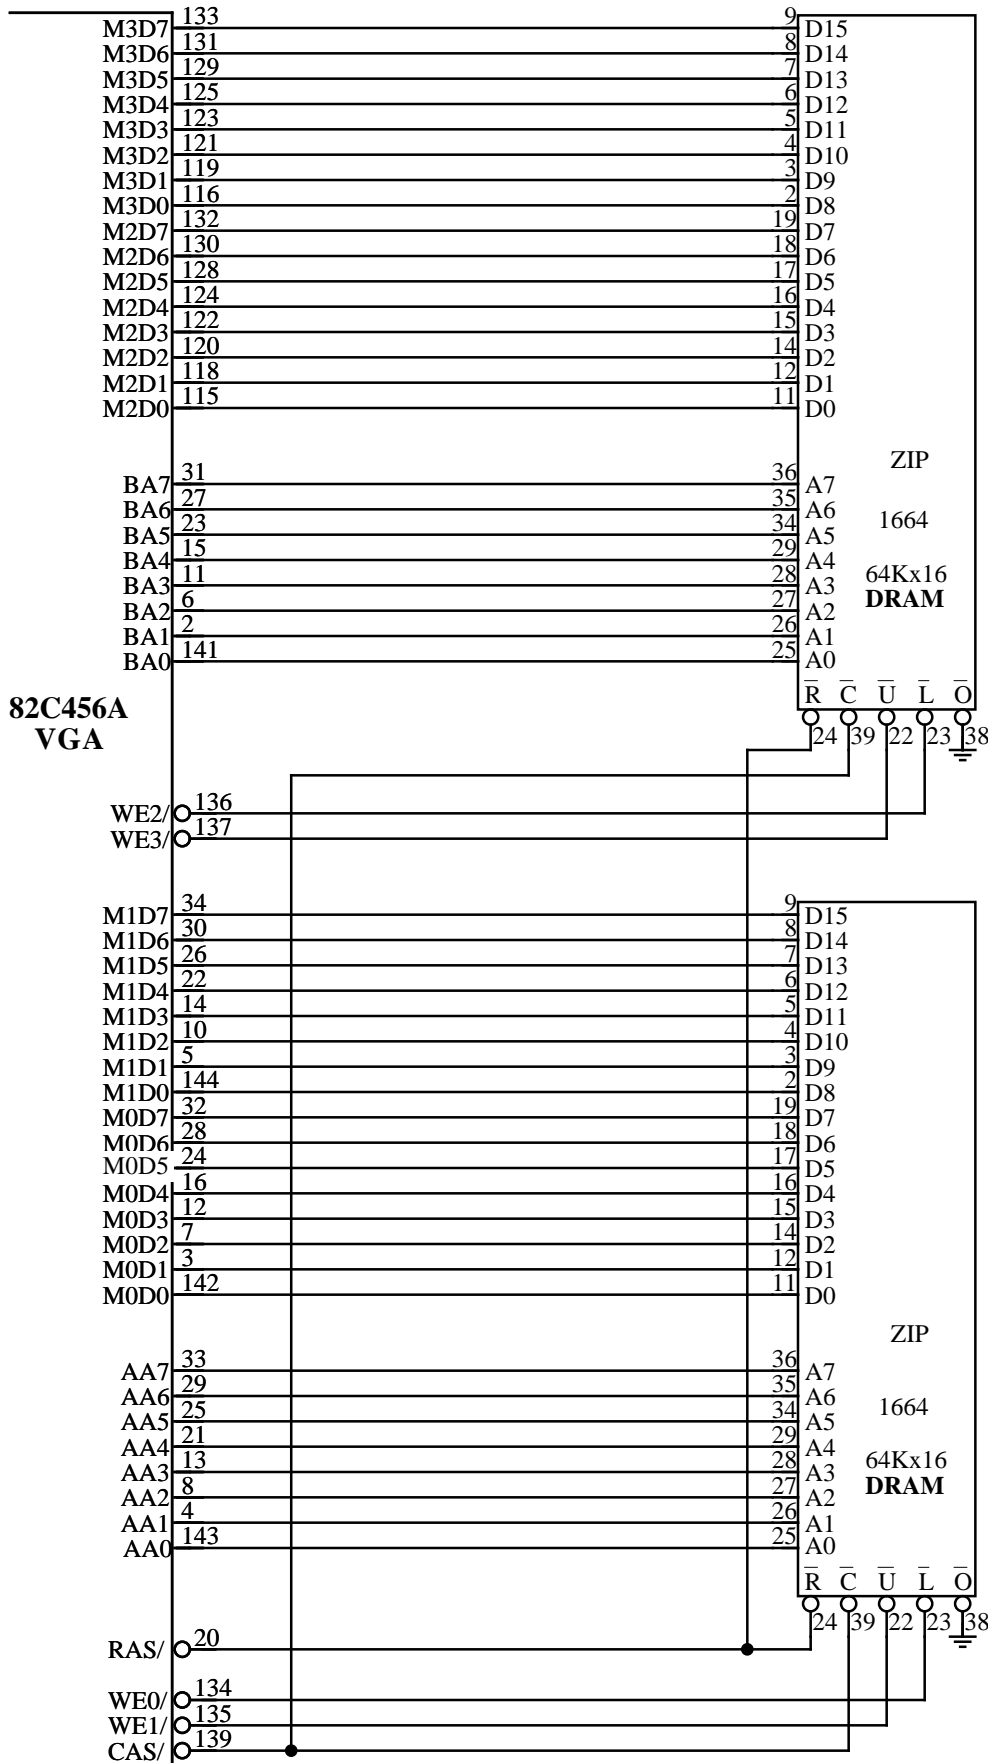 M3D7 133 9 D15
M3D6 131 8 D14
M3D5 129 7 D13
M3D4 125 6 D12
M3D3 123 5 D11
M3D2 121 4 D10
M3D1 119 3 D9
M3D0 116 2 D8
M2D7 132 19 D7
M2D6 130 18 D6
M2D5 128 17 D5
M2D4 124 16 D4
M2D3 122 15 D3
M2D2 120 14 D2
M2D1 118 12 D1
M2D0 115 11 D0
ZIP
BA7 31 36 A7
BA6 27 35 A6
1664
BA5 23 34 A5
BA4 15 29 A4
64Kx16
BA3 11 28 A3
DRAM
BA2 6 27 A2
BA1 2 26 A1
BA0 141 25 A0
R̅ C̅ U̅ L̅ O̅
82C456A
VGA
24 39 22 23 38
WE2/ 136
WE3/ 137
M1D7 34 9 D15
M1D6 30 8 D14
M1D5 26 7 D13
M1D4 22 6 D12
M1D3 14 5 D11
M1D2 10 4 D10
M1D1 5 3 D9
M1D0 144 2 D8
M0D7 32 19 D7
M0D6 28 18 D6
M0D5 24 17 D5
M0D4 16 16 D4
M0D3 12 15 D3
M0D2 7 14 D2
M0D1 3 12 D1
M0D0 142 11 D0
ZIP
AA7 33 36 A7
AA6 29 35 A6
1664
AA5 25 34 A5
AA4 21 29 A4
64Kx16
AA3 13 28 A3
DRAM
AA2 8 27 A2
AA1 4 26 A1
AA0 143 25 A0
R̅ C̅ U̅ L̅ O̅
24 39 22 23 38
RAS/ 20
WE0/ 134
WE1/ 135
CAS/ 139